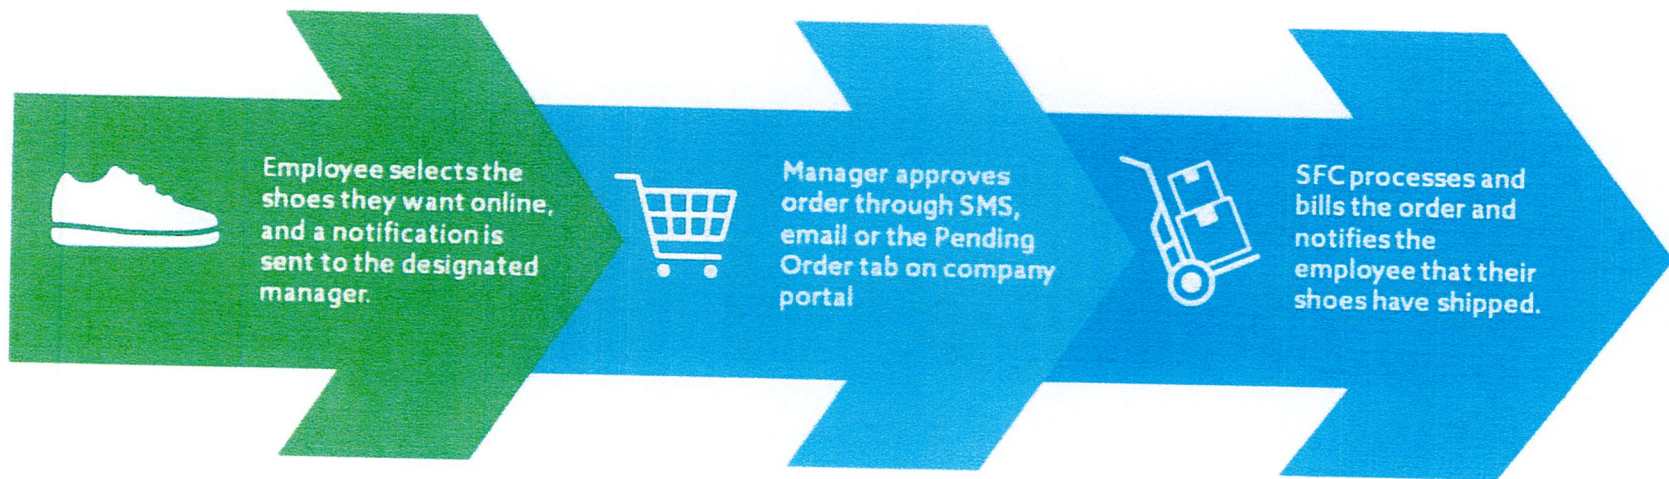 Employee selects the
shoes they want online,
and a notification is
sent to the designated
manager.
Manager approves
order through SMS,
email or the Pending
Order tab on company
portal
SFC processes and
bills the order and
notifies the
employee that their
shoes have shipped.